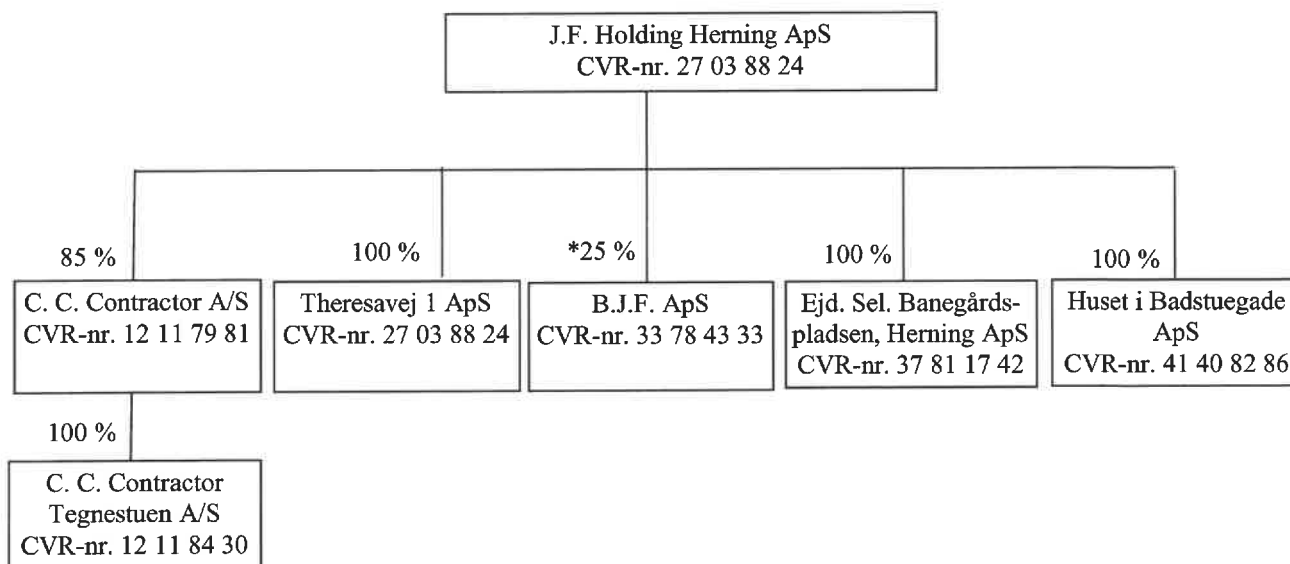 J.F. Holding Herning ApS
CVR-nr. 27 03 88 24
85 %
100 %
*25 %
100 %
100 %
C. C. Contractor A/S
CVR-nr. 12 11 79 81
Theresavej 1 ApS
CVR-nr. 27 03 88 24
B.J.F. ApS
CVR-nr. 33 78 43 33
Ejd. Sel. Banegårds-
pladsen, Herning ApS
CVR-nr. 37 81 17 42
Huset i Badstuegade
ApS
CVR-nr. 41 40 82 86
100 %
C. C. Contractor
Tegnestuen A/S
CVR-nr. 12 11 84 30